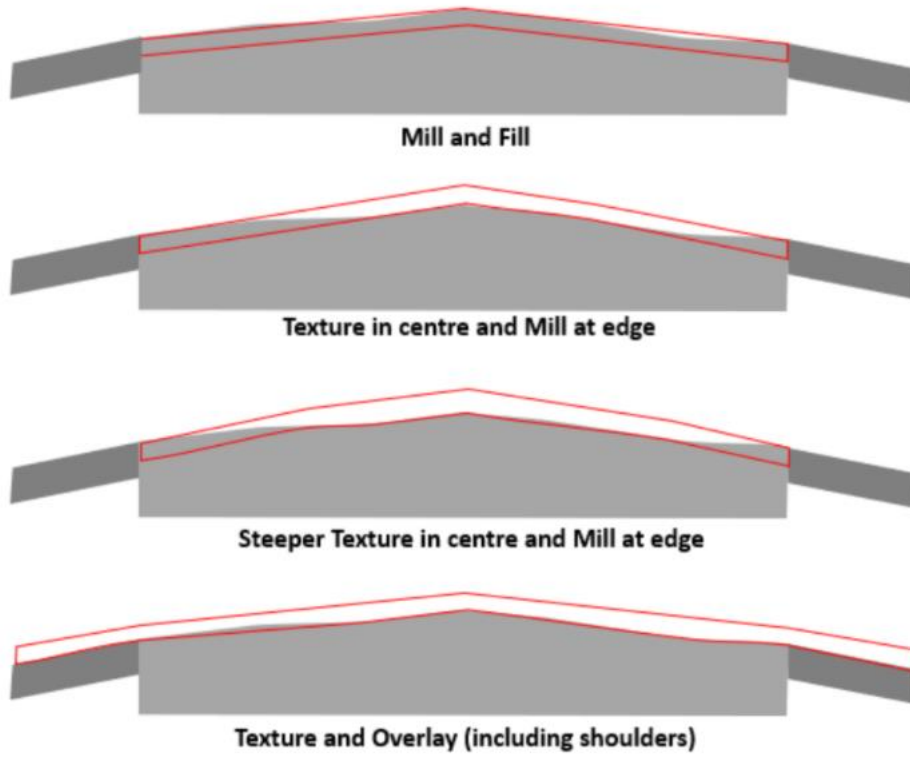 Mill and Fill
Texture in centre and Mill at edge
Steeper Texture in centre and Mill at edge
Texture and Overlay (including shoulders)